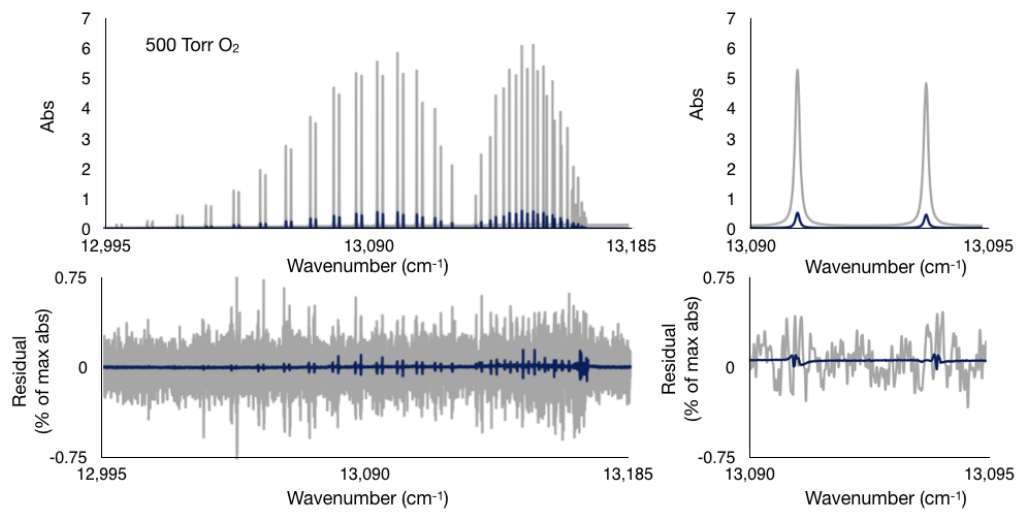 7
6
5
4
3
2
1
0
Abs
500 Torr O₂
12,995
13,090
13,185
Wavenumber (cm⁻¹)
7
6
5
4
3
2
1
0
Abs
13,090
13,095
Wavenumber (cm⁻¹)
0.75
0
-0.75
Residual
(% of max abs)
12,995
13,090
13,185
Wavenumber (cm⁻¹)
0.75
0
-0.75
Residual
(% of max abs)
13,090
13,095
Wavenumber (cm⁻¹)